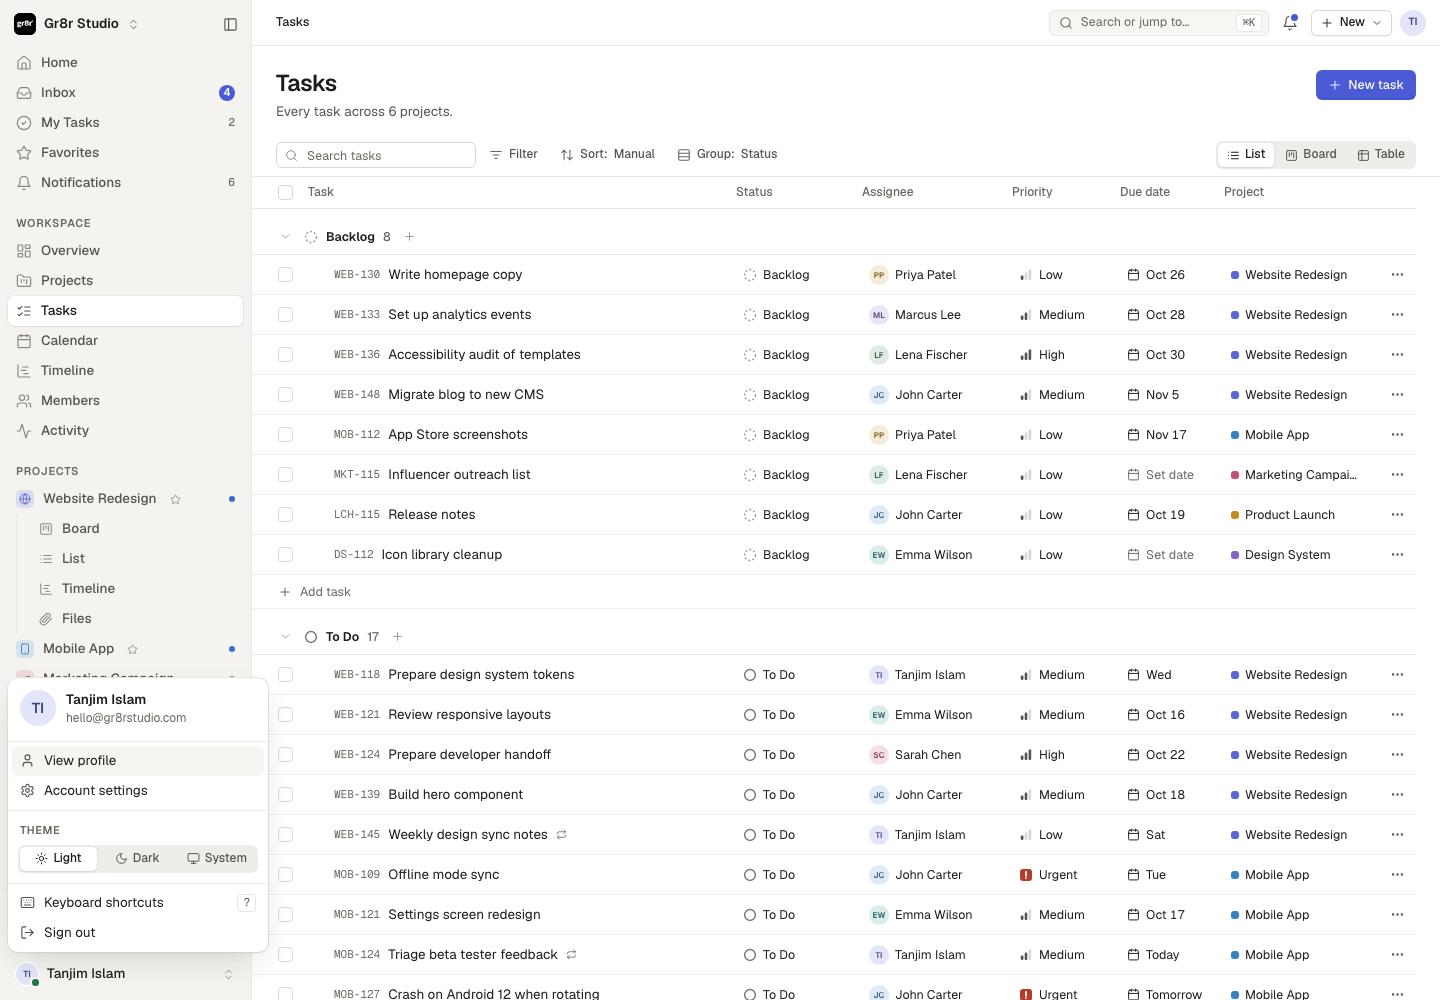 gr8r Gr8r Studio
Home
Inbox 4
My Tasks 2
Favorites
Notifications 6
WORKSPACE
Overview
Projects
Tasks
Calendar
Timeline
Members
Activity
PROJECTS
Website Redesign
Board
List
Timeline
Files
Mobile App
Marketing Campaign
TI Tanjim Islam
hello@gr8rstudio.com
View profile
Account settings
THEME
Light Dark System
Keyboard shortcuts ?
Sign out
TI Tanjim Islam
Tasks Search or jump to... ⌘K New TI
Tasks New task
Every task across 6 projects.
Search tasks Filter Sort: Manual Group: Status List Board Table
Task Status Assignee Priority Due date Project
Backlog 8 +
WEB-130 Write homepage copy Backlog PP Priya Patel Low Oct 26 Website Redesign
WEB-133 Set up analytics events Backlog ML Marcus Lee Medium Oct 28 Website Redesign
WEB-136 Accessibility audit of templates Backlog LF Lena Fischer High Oct 30 Website Redesign
WEB-148 Migrate blog to new CMS Backlog JC John Carter Medium Nov 5 Website Redesign
MOB-112 App Store screenshots Backlog PP Priya Patel Low Nov 17 Mobile App
MKT-115 Influencer outreach list Backlog LF Lena Fischer Low Set date Marketing Campai...
LCH-115 Release notes Backlog JC John Carter Low Oct 19 Product Launch
DS-112 Icon library cleanup Backlog EW Emma Wilson Low Set date Design System
+ Add task
To Do 17 +
WEB-118 Prepare design system tokens To Do TI Tanjim Islam Medium Wed Website Redesign
WEB-121 Review responsive layouts To Do EW Emma Wilson Medium Oct 16 Website Redesign
WEB-124 Prepare developer handoff To Do SC Sarah Chen High Oct 22 Website Redesign
WEB-139 Build hero component To Do JC John Carter Medium Oct 18 Website Redesign
WEB-145 Weekly design sync notes To Do TI Tanjim Islam Low Sat Website Redesign
MOB-109 Offline mode sync To Do JC John Carter Urgent Tue Mobile App
MOB-121 Settings screen redesign To Do EW Emma Wilson Medium Oct 17 Mobile App
MOB-124 Triage beta tester feedback To Do TI Tanjim Islam Medium Today Mobile App
MOB-127 Crash on Android 12 when rotating To Do JC John Carter Urgent Tomorrow Mobile App